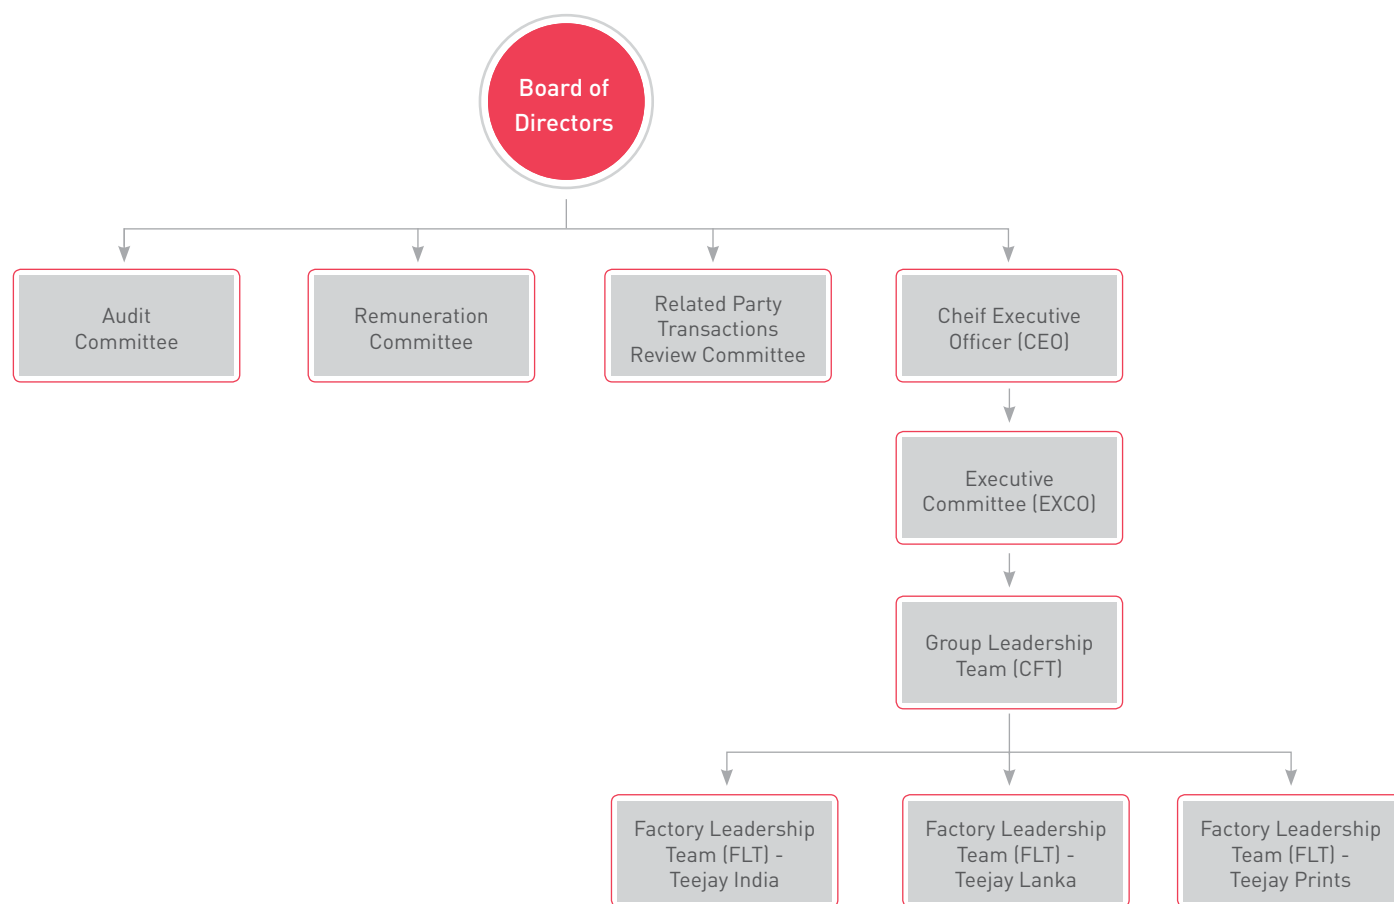 Board of
Directors
Audit
Committee
Remuneration
Committee
Related Party
Transactions
Review Committee
Cheif Executive
Officer (CEO)
Executive
Committee (EXCO)
Group Leadership
Team (CFT)
Factory Leadership
Team (FLT) -
Teejay India
Factory Leadership
Team (FLT) -
Teejay Lanka
Factory Leadership
Team (FLT) -
Teejay Prints